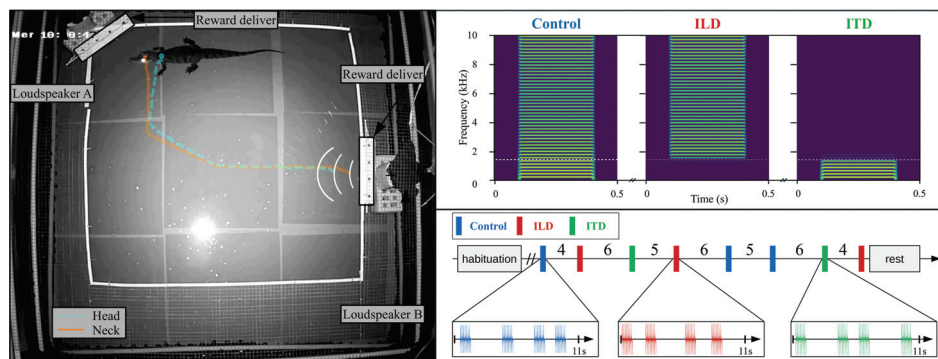 Mer 10: 0:4
Reward deliver
Loudspeaker A
Reward deliver
Head
Neck
Loudspeaker B
Control ILD ITD
Frequency (kHz)
10
8
6
4
2
0
0 0.5 0 0.5 0 0.5
Time (s)
Control ILD ITD
habituation // 4 6 5 6 5 6 4 rest
11s 11s 11s